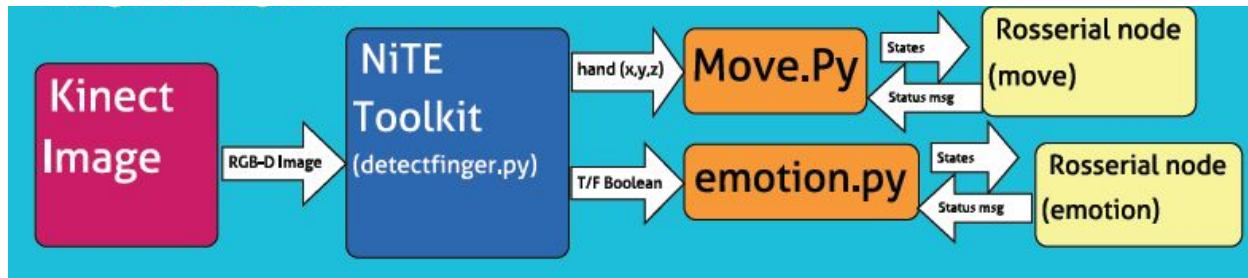 Kinect
Image
RGB-D Image
NiTE
Toolkit
(detectfinger.py)
hand (x,y,z)
T/F Boolean
Move.Py
emotion.py
States
Status msg
Rosserial node
(move)
States
Status msg
Rosserial node
(emotion)